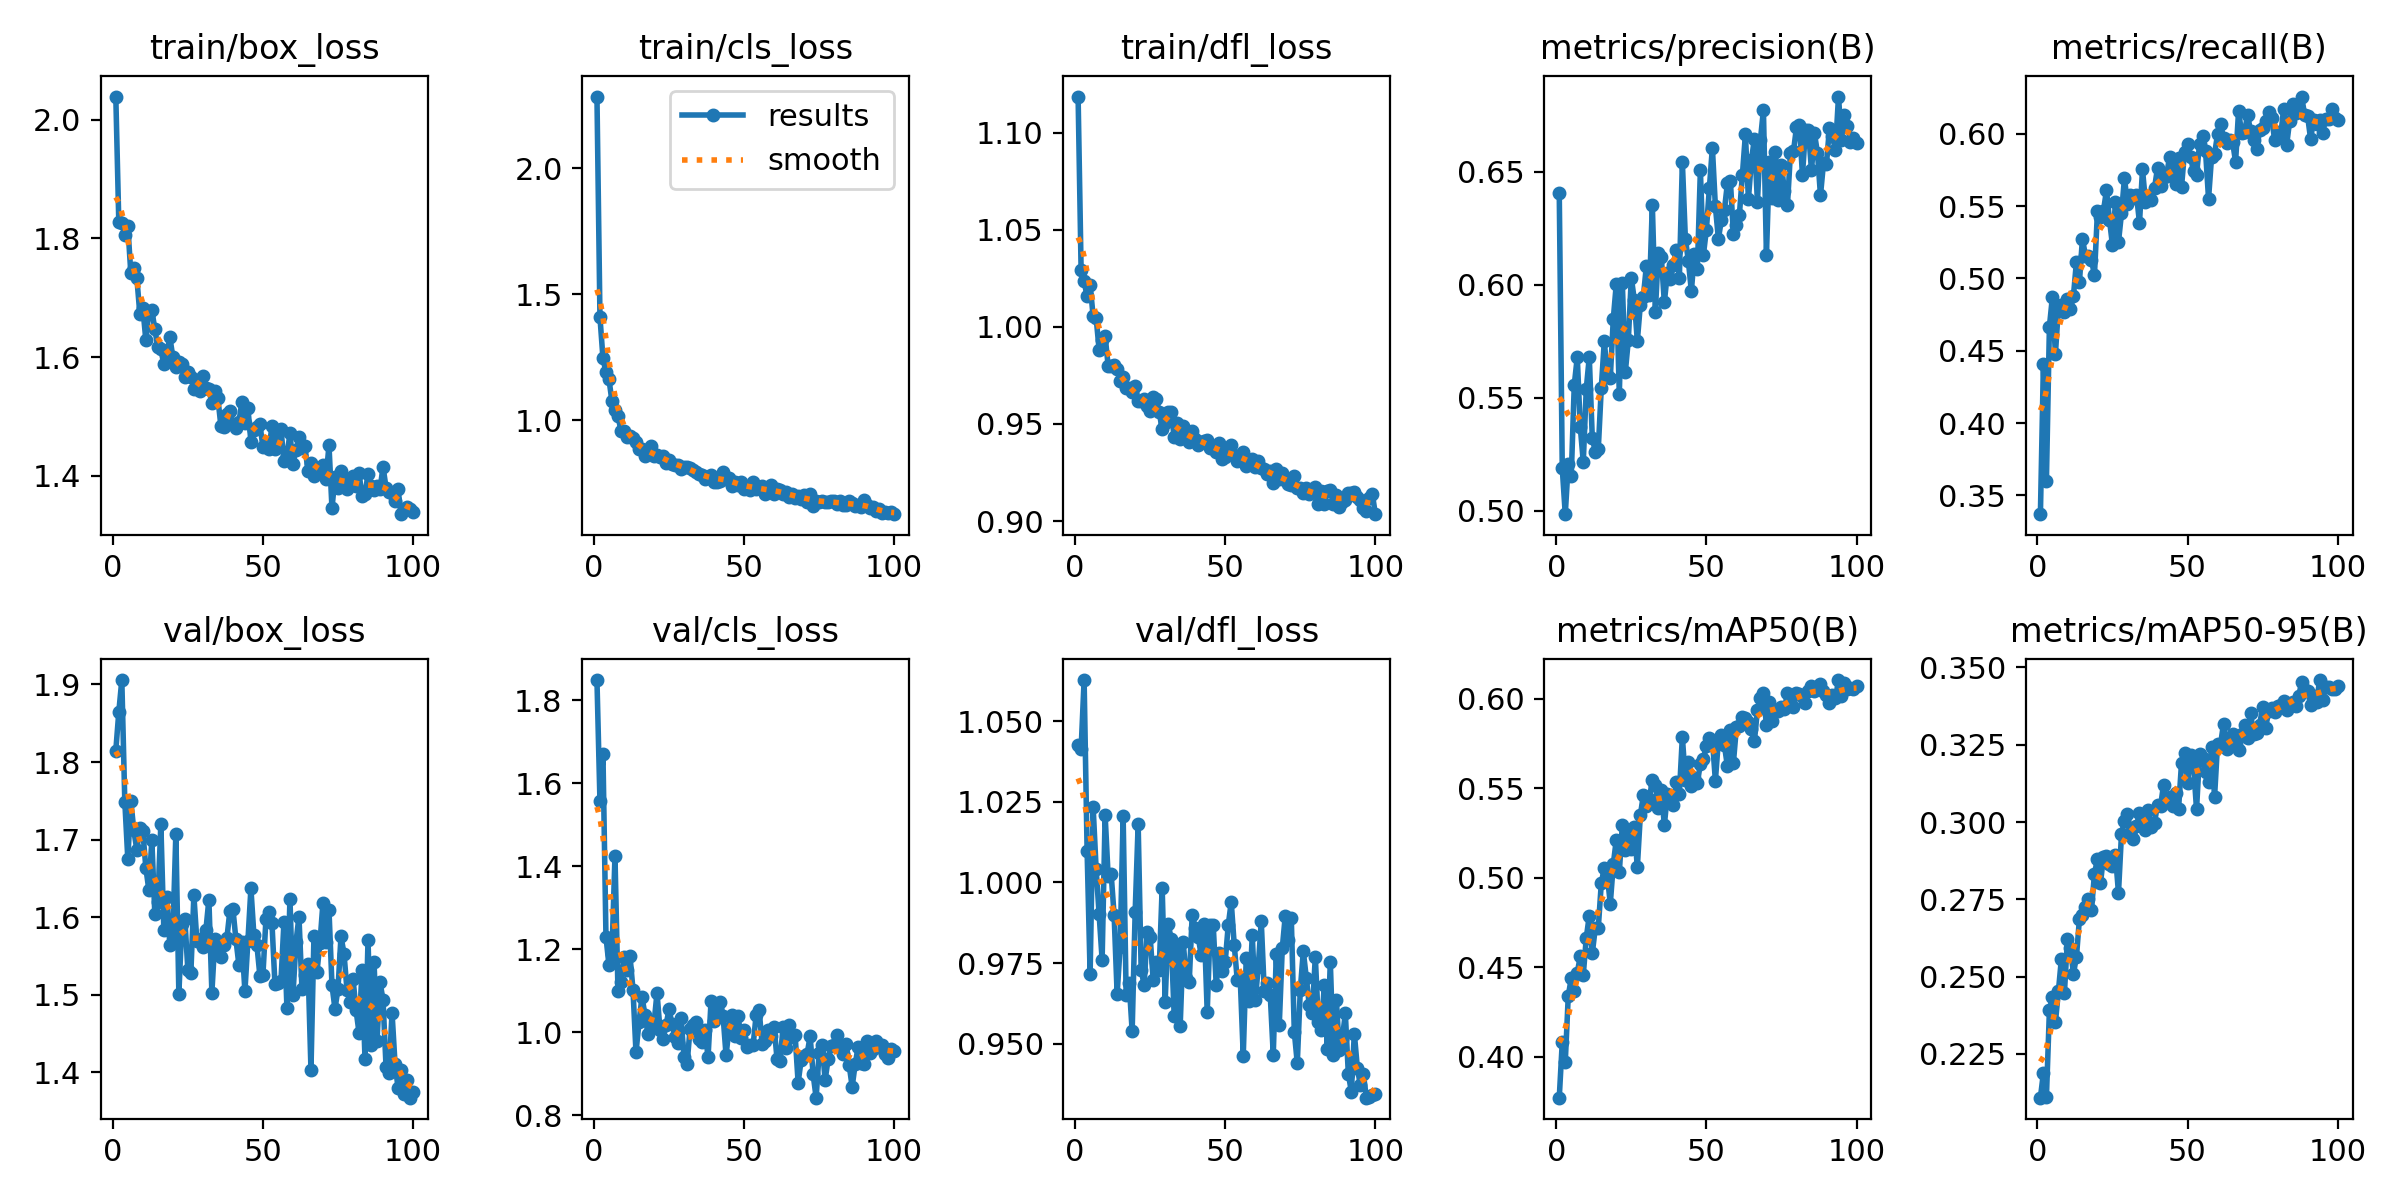 train/box_loss
2.0
1.8
1.6
1.4
0 50 100
train/cls_loss
results
smooth
2.0
1.5
1.0
0 50 100
train/dfl_loss
1.10
1.05
1.00
0.95
0.90
0 50 100
metrics/precision(B)
0.65
0.60
0.55
0.50
0 50 100
metrics/recall(B)
0.60
0.55
0.50
0.45
0.40
0.35
0 50 100
val/box_loss
1.9
1.8
1.7
1.6
1.5
1.4
0 50 100
val/cls_loss
1.8
1.6
1.4
1.2
1.0
0.8
0 50 100
val/dfl_loss
1.050
1.025
1.000
0.975
0.950
0 50 100
metrics/mAP50(B)
0.60
0.55
0.50
0.45
0.40
0 50 100
metrics/mAP50-95(B)
0.350
0.325
0.300
0.275
0.250
0.225
0 50 100